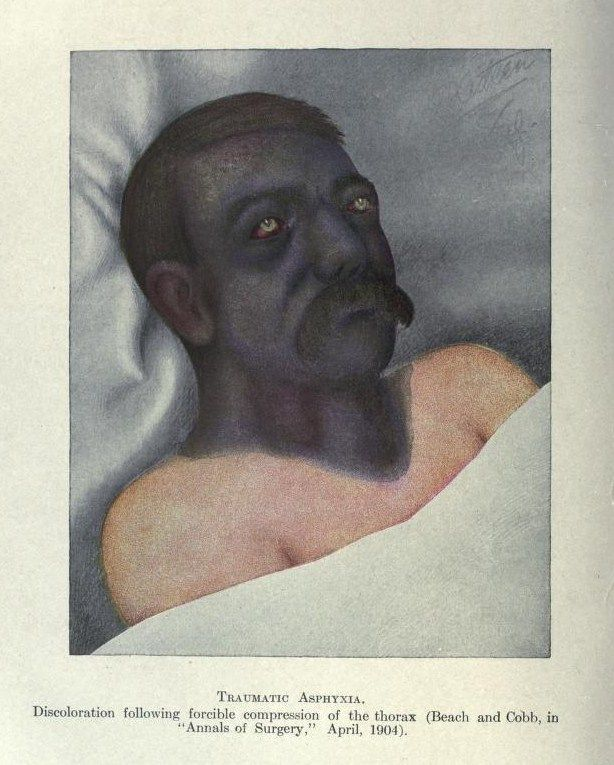 Traumatic Asphyxia.
Discoloration following forcible compression of the thorax (Beach and Cobb, in
"Annals of Surgery," April, 1904).